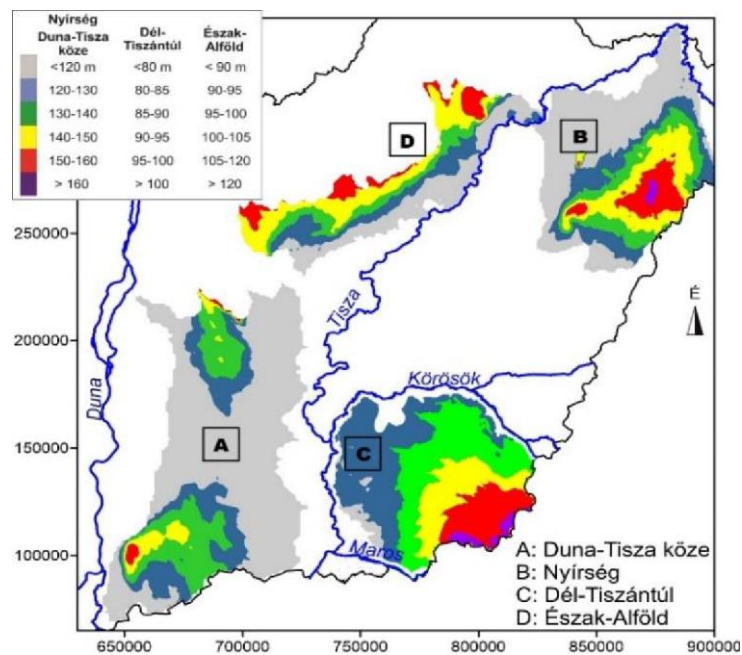 Nyírség
Duna-Tisza köze
Dél-Tiszántúl
Észak-Alföld
<120 m <80 m < 90 m
120-130 80-85 90-95
130-140 85-90 95-100
140-150 90-95 100-105
150-160 95-100 105-120
> 160 > 100 > 120
D
B
250000
É
200000
Tisza
Duna
Körösök
150000
A
C
100000
Maros
A: Duna-Tisza köze
B: Nyírség
C: Dél-Tiszántúl
D: Észak-Alföld
650000 700000 750000 800000 850000 900000